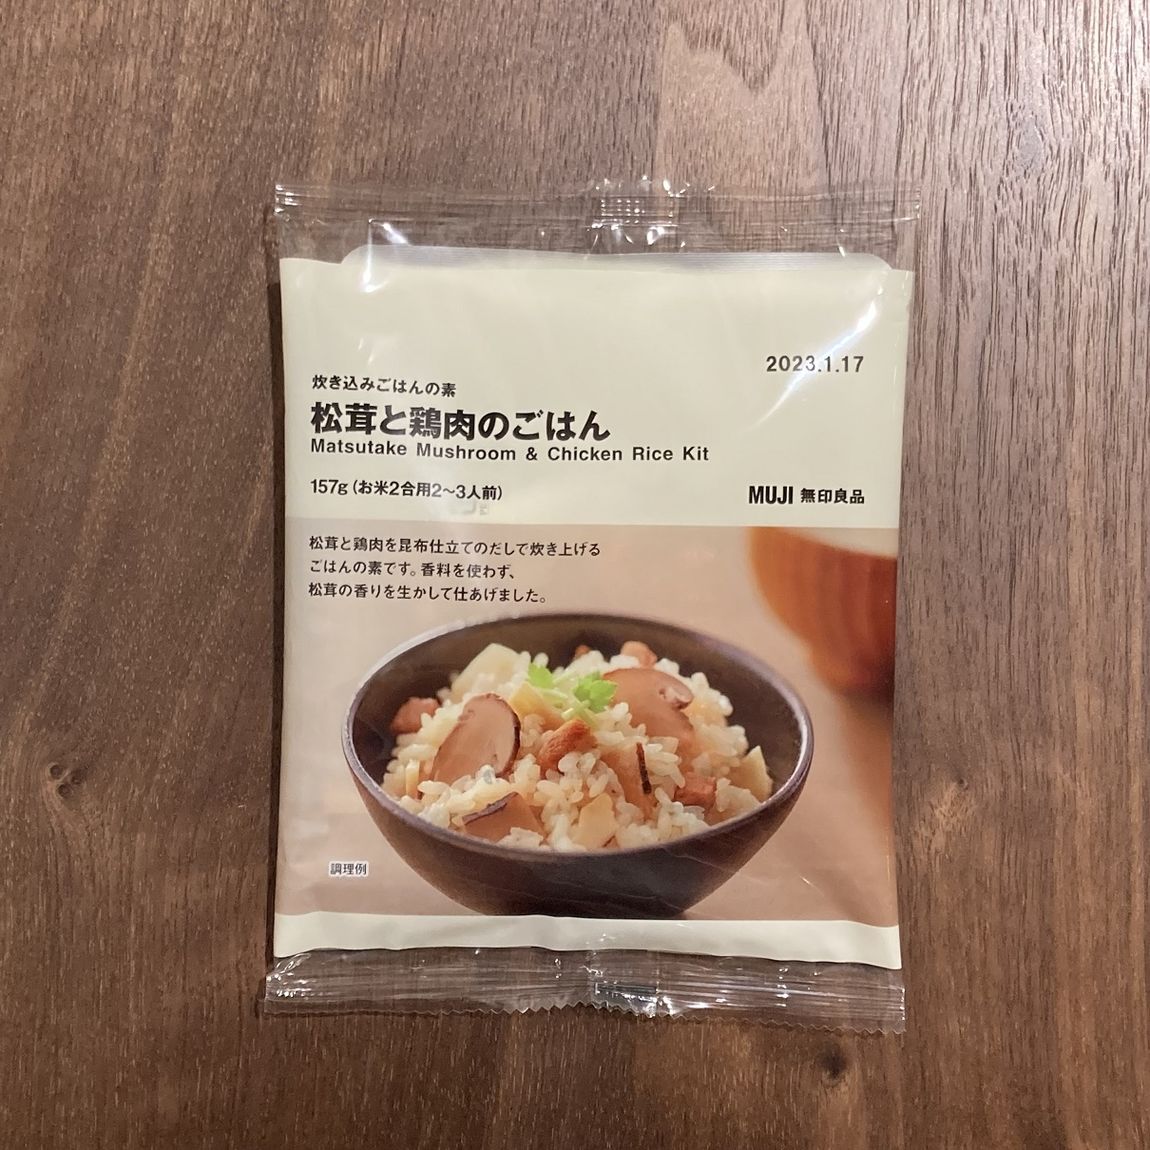 2023.1.17
炊き込みごはんの素
松茸と鶏肉のごはん
Matsutake Mushroom & Chicken Rice Kit
157g(お米2合用2〜3人前)
MUJI 無印良品
松茸と鶏肉を昆布仕立てのだしで炊き上げる
ごはんの素です。香料を使わず、
松茸の香りを生かして仕あげました。
調理例